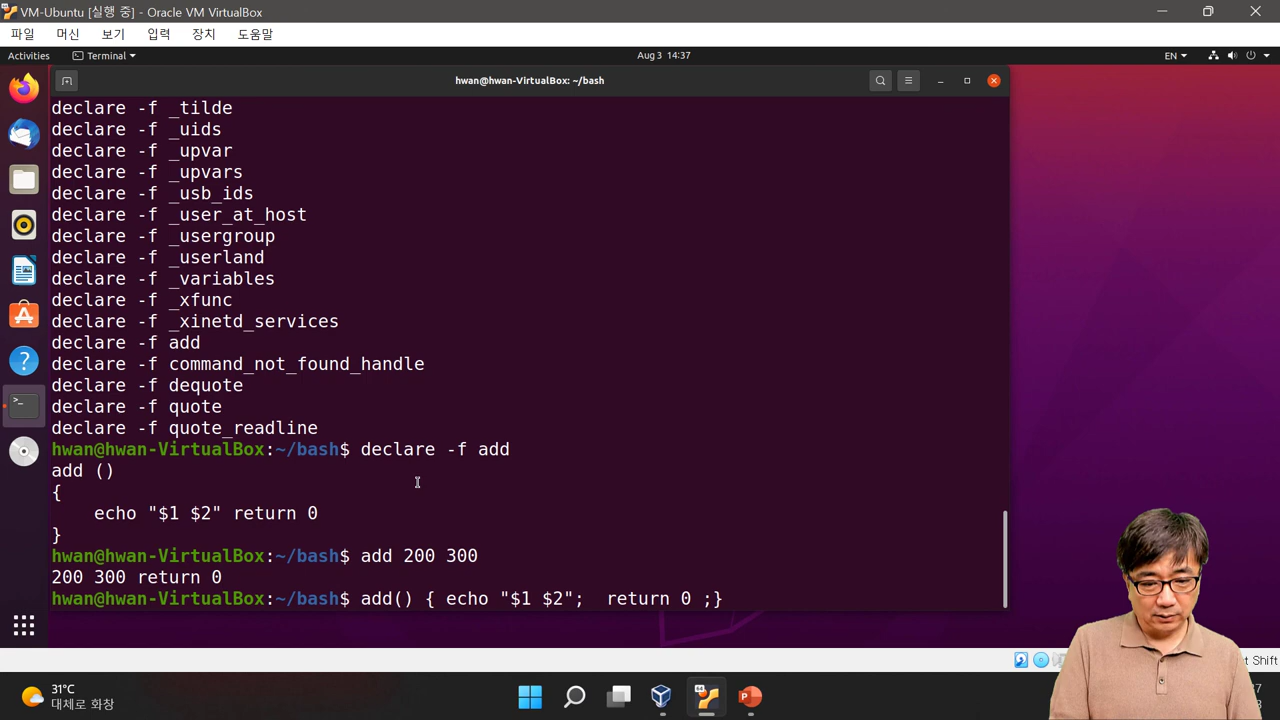 VM-Ubuntu [실행 중] - Oracle VM VirtualBox
파일 머신 보기 입력 장치 도움말
Activities Terminal Aug 3 14:37 EN
hwan@hwan-VirtualBox: ~/bash
declare -f _tilde
declare -f _uids
declare -f _upvar
declare -f _upvars
declare -f _usb_ids
declare -f _user_at_host
declare -f _usergroup
declare -f _userland
declare -f _variables
declare -f _xfunc
declare -f _xinetd_services
declare -f add
declare -f command_not_found_handle
declare -f dequote
declare -f quote
declare -f quote_readline
hwan@hwan-VirtualBox:~/bash$ declare -f add
add ()
{
    echo "$1 $2" return 0
}
hwan@hwan-VirtualBox:~/bash$ add 200 300
200 300 return 0
hwan@hwan-VirtualBox:~/bash$ add() { echo "$1 $2";  return 0 ;}
Shift
31°C
대체로 화창